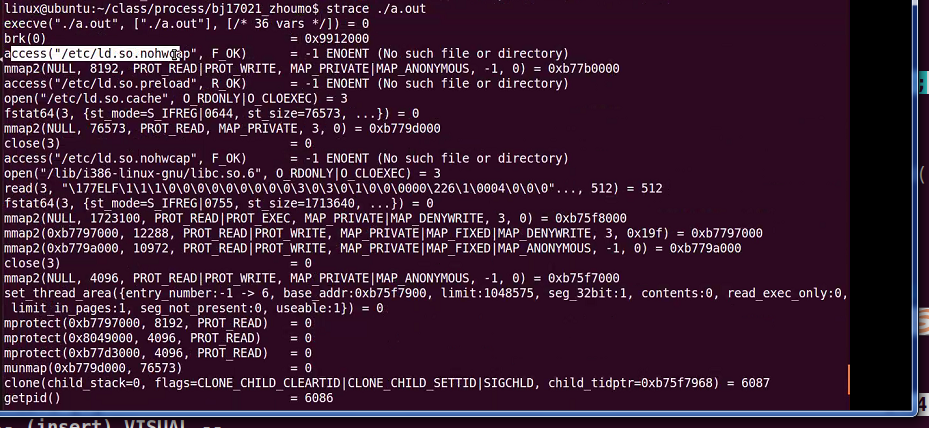 linux@ubuntu:~/class/process/bj17021_zhoumo$ strace ./a.out
execve("./a.out", ["./a.out"], [/* 36 vars */]) = 0
brk(0)                                  = 0x9912000
access("/etc/ld.so.nohwcap", F_OK)      = -1 ENOENT (No such file or directory)
mmap2(NULL, 8192, PROT_READ|PROT_WRITE, MAP_PRIVATE|MAP_ANONYMOUS, -1, 0) = 0xb77b0000
access("/etc/ld.so.preload", R_OK)      = -1 ENOENT (No such file or directory)
open("/etc/ld.so.cache", O_RDONLY|O_CLOEXEC) = 3
fstat64(3, {st_mode=S_IFREG|0644, st_size=76573, ...}) = 0
mmap2(NULL, 76573, PROT_READ, MAP_PRIVATE, 3, 0) = 0xb779d000
close(3)                                = 0
access("/etc/ld.so.nohwcap", F_OK)      = -1 ENOENT (No such file or directory)
open("/lib/i386-linux-gnu/libc.so.6", O_RDONLY|O_CLOEXEC) = 3
read(3, "\177ELF\1\1\1\0\0\0\0\0\0\0\0\0\3\0\3\0\1\0\0\0000\226\1\0004\0\0\0"..., 512) = 512
fstat64(3, {st_mode=S_IFREG|0755, st_size=1713640, ...}) = 0
mmap2(NULL, 1723100, PROT_READ|PROT_EXEC, MAP_PRIVATE|MAP_DENYWRITE, 3, 0) = 0xb75f8000
mmap2(0xb7797000, 12288, PROT_READ|PROT_WRITE, MAP_PRIVATE|MAP_FIXED|MAP_DENYWRITE, 3, 0x19f) = 0xb7797000
mmap2(0xb779a000, 10972, PROT_READ|PROT_WRITE, MAP_PRIVATE|MAP_FIXED|MAP_ANONYMOUS, -1, 0) = 0xb779a000
close(3)                                = 0
mmap2(NULL, 4096, PROT_READ|PROT_WRITE, MAP_PRIVATE|MAP_ANONYMOUS, -1, 0) = 0xb75f7000
set_thread_area({entry_number:-1 -> 6, base_addr:0xb75f7900, limit:1048575, seg_32bit:1, contents:0, read_exec_only:0,
limit_in_pages:1, seg_not_present:0, useable:1}) = 0
mprotect(0xb7797000, 8192, PROT_READ)   = 0
mprotect(0x8049000, 4096, PROT_READ)    = 0
mprotect(0xb77d3000, 4096, PROT_READ)   = 0
munmap(0xb779d000, 76573)               = 0
clone(child_stack=0, flags=CLONE_CHILD_CLEARTID|CLONE_CHILD_SETTID|SIGCHLD, child_tidptr=0xb75f7968) = 6087
getpid()                                = 6086
-- (insert) VISUAL --